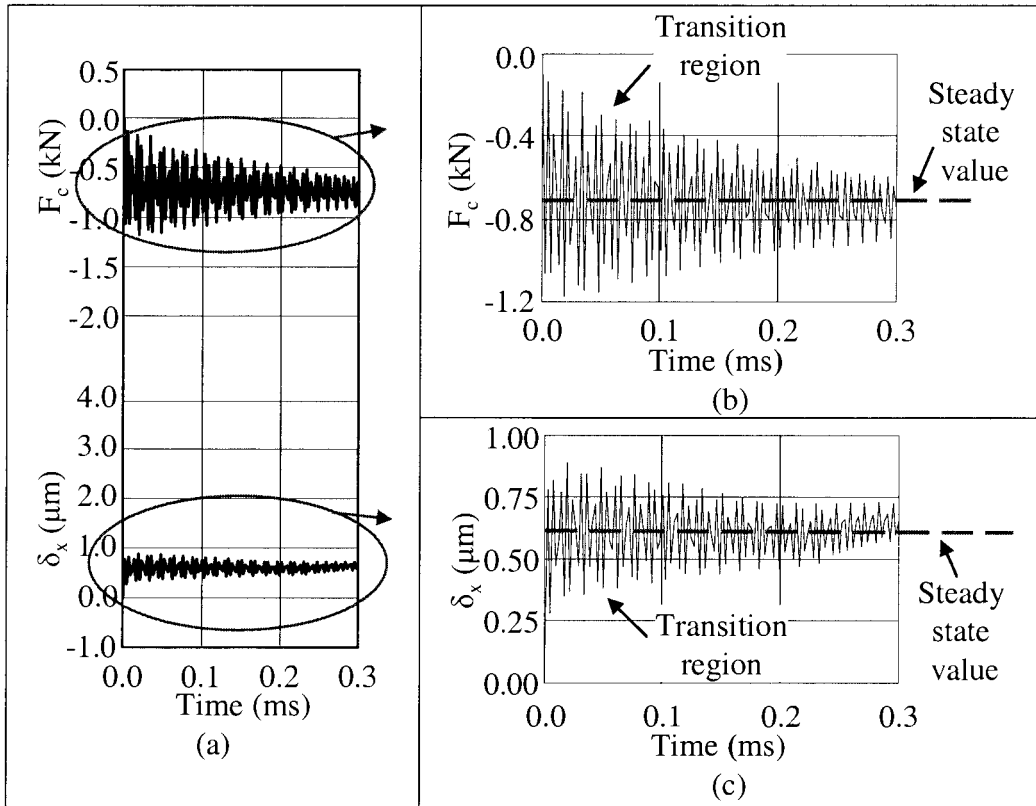 0.5
0.0
-0.5
-1.0
-1.5
-2.0
F_c (kN)
4.0
3.0
2.0
1.0
0.0
-1.0
δ_x (μm)
0.0 0.1 0.2 0.3
Time (ms)
(a)
Transition
region
Steady
state
value
0.0
-0.4
-0.8
-1.2
F_c (kN)
0.0 0.1 0.2 0.3
Time (ms)
(b)
1.00
0.75
0.50
0.25
0.00
δ_x (μm)
Transition
region
Steady
state
value
0.0 0.1 0.2 0.3
Time (ms)
(c)